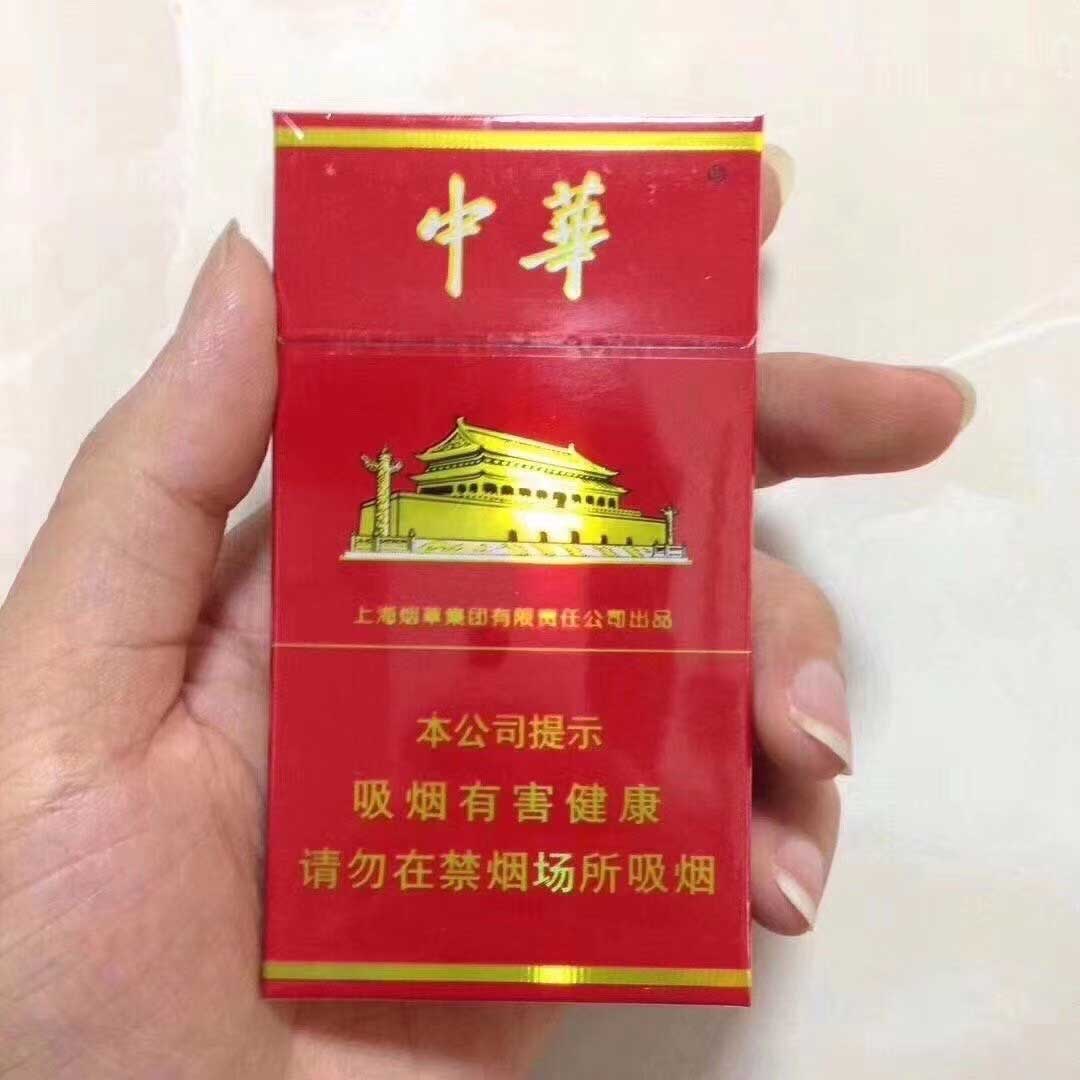 中華
上海烟草集团有限责任公司出品
本公司提示
吸烟有害健康
请勿在禁烟场所吸烟